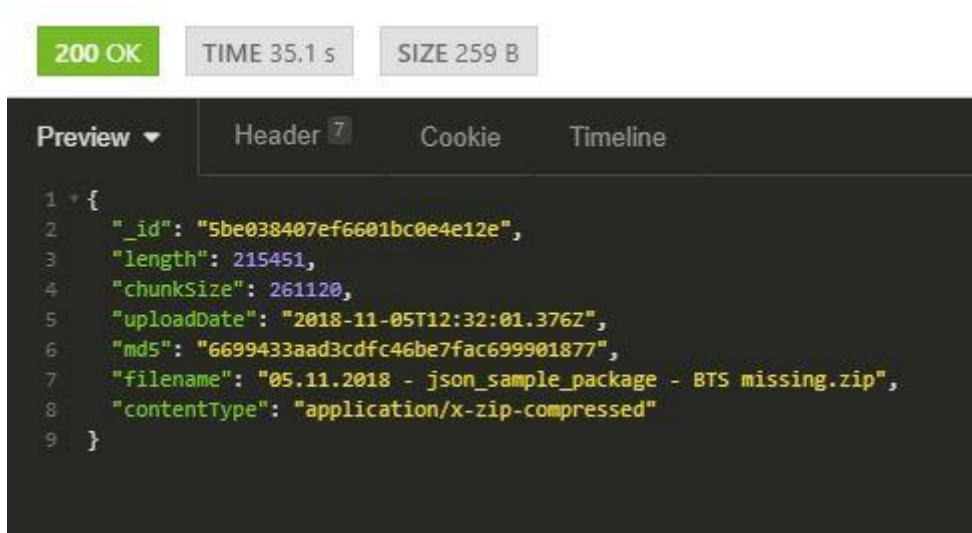 200 OK TIME 35.1 s SIZE 259 B
Preview Header 7 Cookie Timeline
1 {
2 "_id": "5be038407ef6601bc0e4e12e",
3 "length": 215451,
4 "chunkSize": 261120,
5 "uploadDate": "2018-11-05T12:32:01.376Z",
6 "md5": "6699433aad3cdfc46be7fac699901877",
7 "filename": "05.11.2018 - json_sample_package - BTS missing.zip",
8 "contentType": "application/x-zip-compressed"
9 }